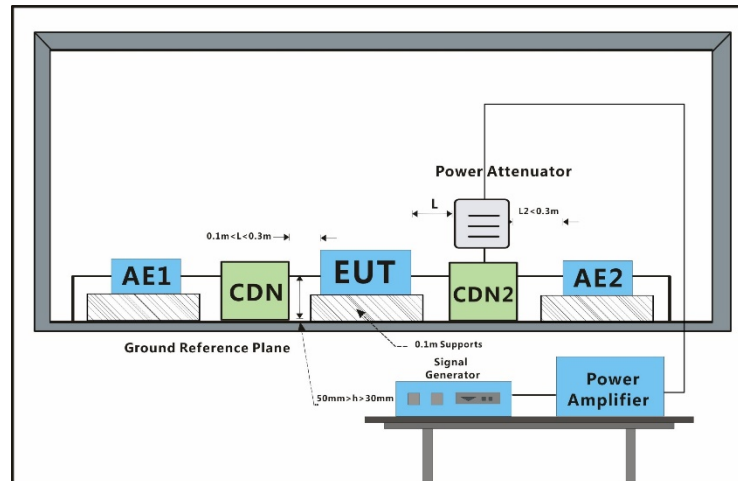 Power Attenuator
L
L2<0.3m
0.1m<L<0.3m
AE1
CDN
EUT
CDN2
AE2
0.1m Supports
Ground Reference Plane
Signal
Generator
50mm>h>30mm
Power
Amplifier